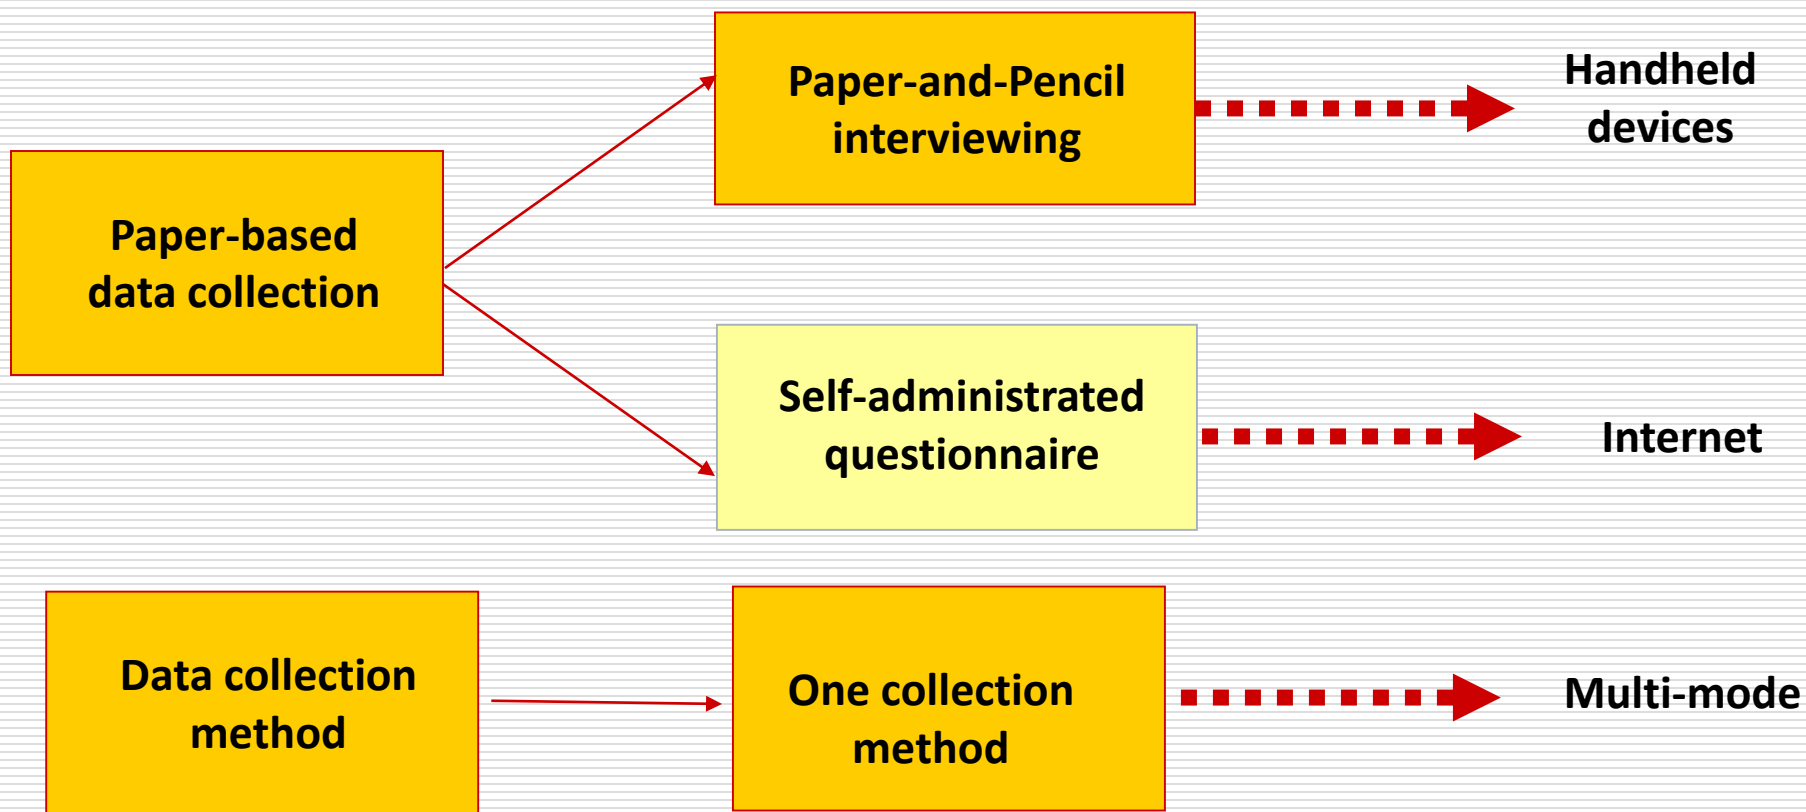 Paper-based
data collection
Paper-and-Pencil
interviewing
Handheld
devices
Self-administrated
questionnaire
Internet
Data collection
method
One collection
method
Multi-mode